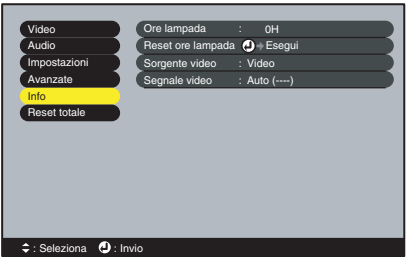 Video
Audio
Impostazioni
Avanzate
Info
Reset totale
Ore lampada : 0H
Reset ore lampada Esegui
Sorgente video : Video
Segnale video : Auto (----)
: Seleziona : Invio